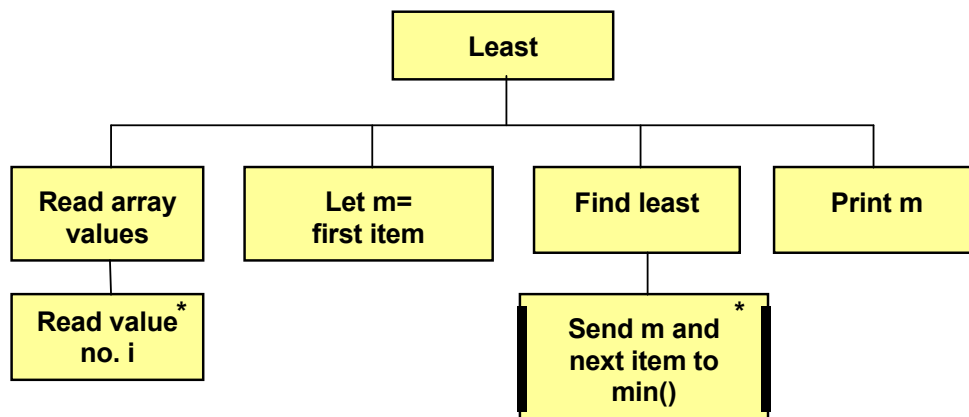 Least
Read array
values
Let m=
first item
Find least
Print m
Read value*
no. i
Send m and *
next item to
min()